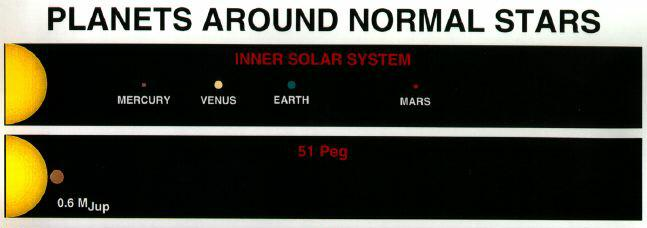 PLANETS AROUND NORMAL STARS
INNER SOLAR SYSTEM
MERCURY VENUS EARTH MARS
51 Peg
0.6 MJup